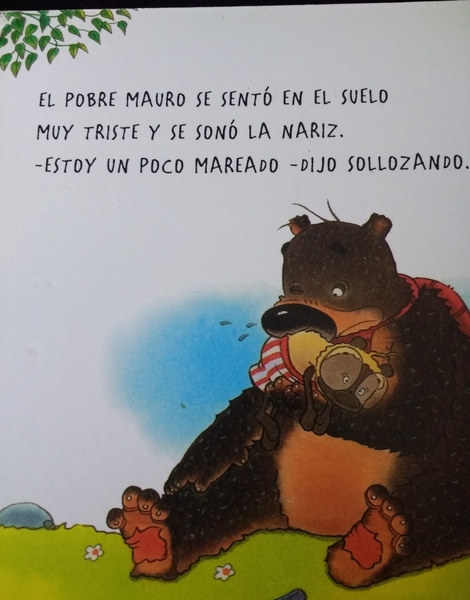 EL POBRE MAURO SE SENTÓ EN EL SUELO
MUY TRISTE Y SE SONÓ LA NARIZ.
-ESTOY UN POCO MAREADO -DIJO SOLLOZANDO.